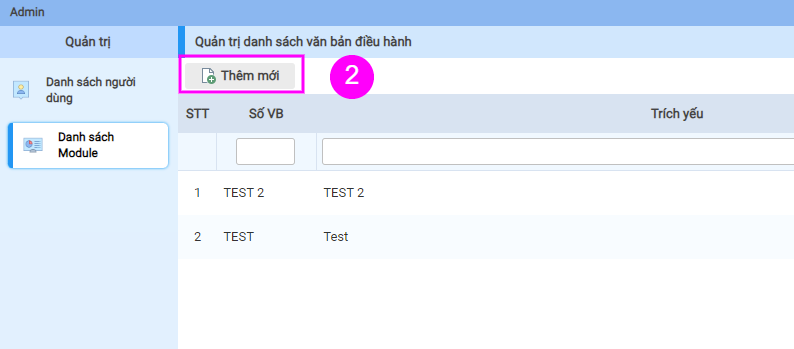 Admin
Quản trị
Quản trị danh sách văn bản điều hành
Danh sách người
dùng
Danh sách
Module
Thêm mới
2
STT Số VB Trích yếu
1 TEST 2 TEST 2
2 TEST Test